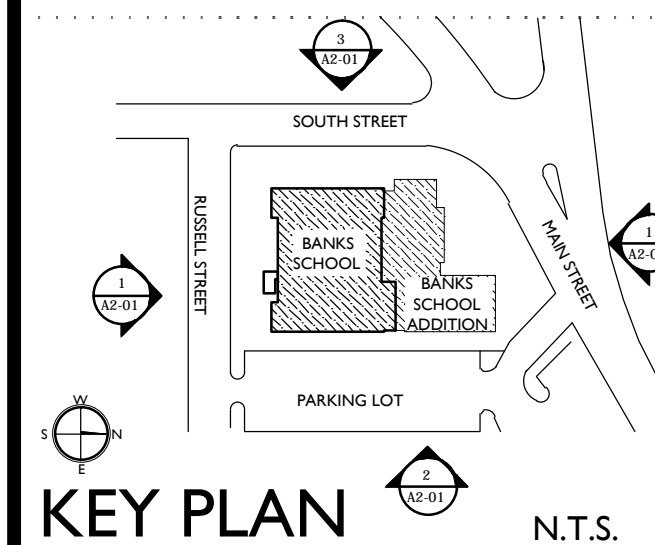 3
A2-01
SOUTH STREET
RUSSELL STREET
BANKS
SCHOOL
MAIN STREET
1
BANKS
SCHOOL
ADDITION
1
A2-01
PARKING LOT
W
S
N
E
2
A2-01
KEY PLAN
N.T.S.